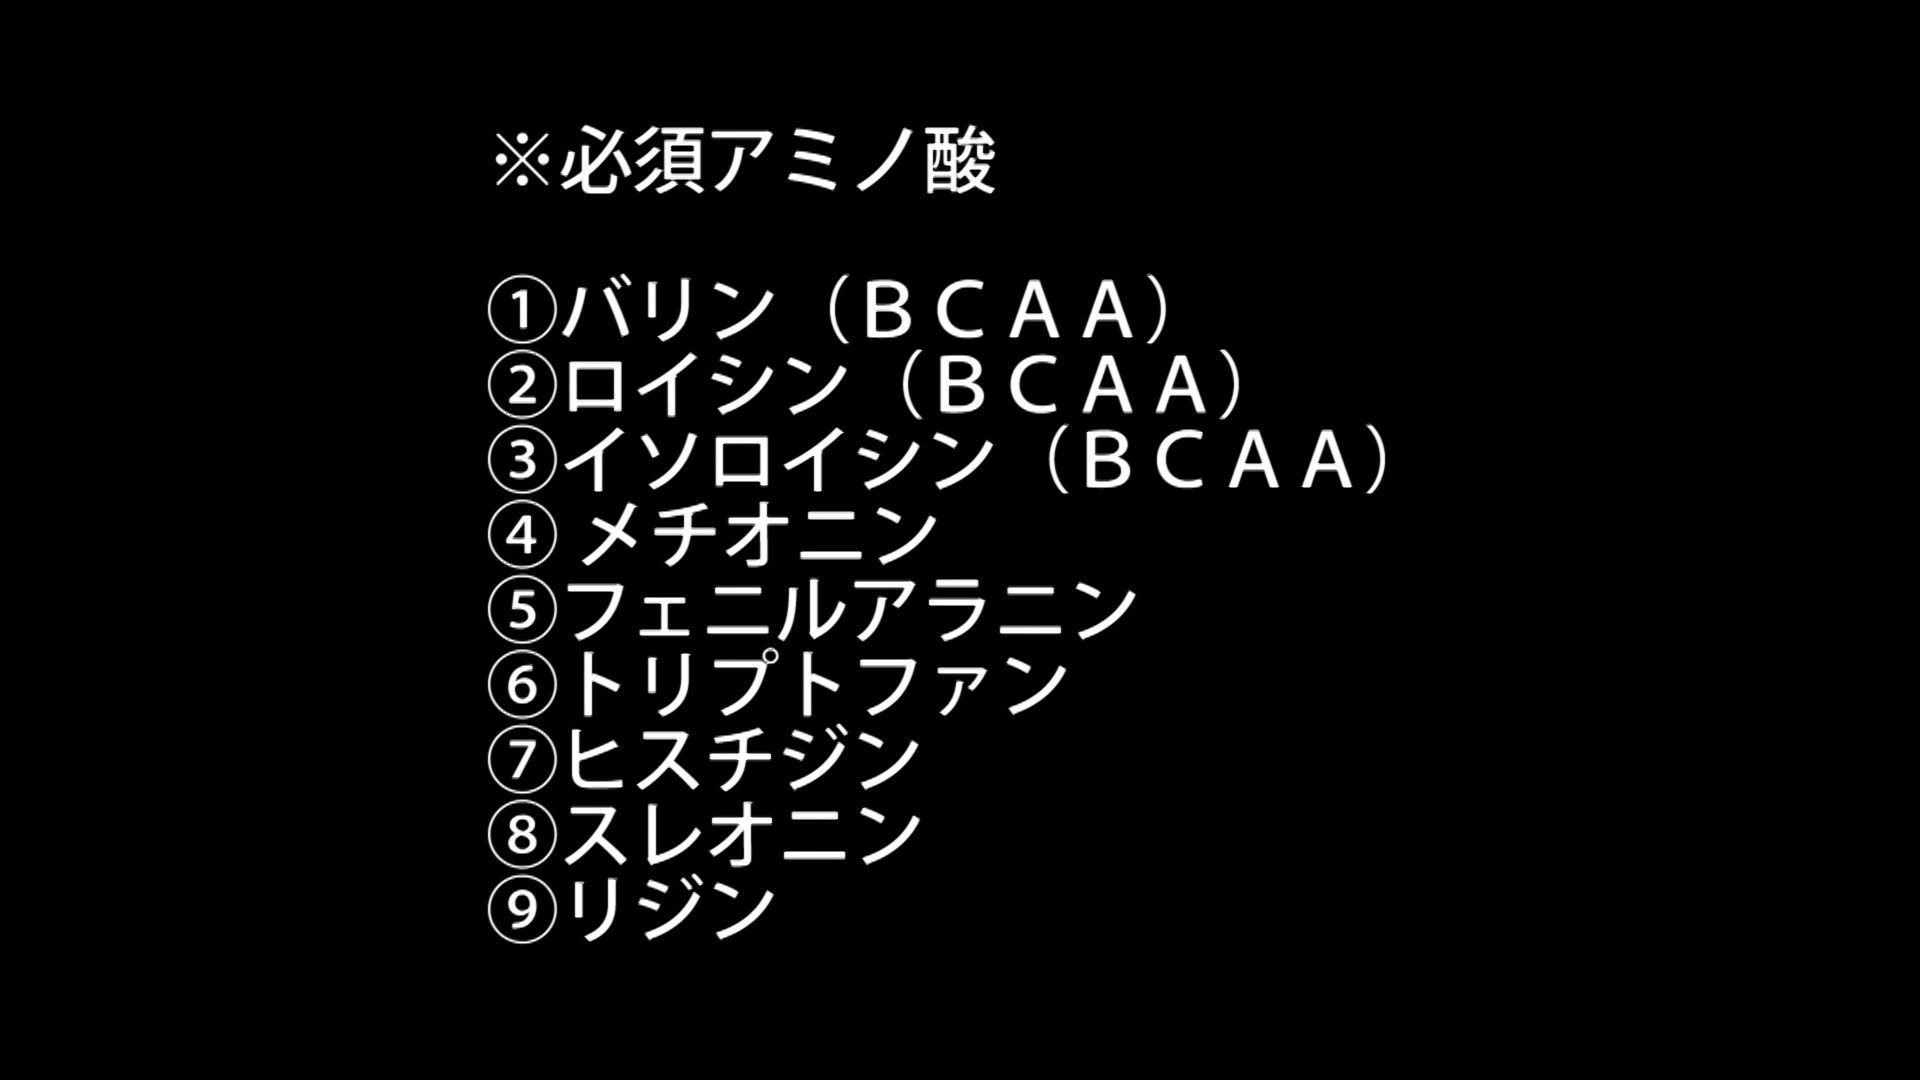 ※必須アミノ酸
①バリン（ＢＣＡＡ）
②ロイシン（ＢＣＡＡ）
③イソロイシン（ＢＣＡＡ）
④ メチオニン
⑤フェニルアラニン
⑥トリプトファン
⑦ヒスチジン
⑧スレオニン
⑨リジン